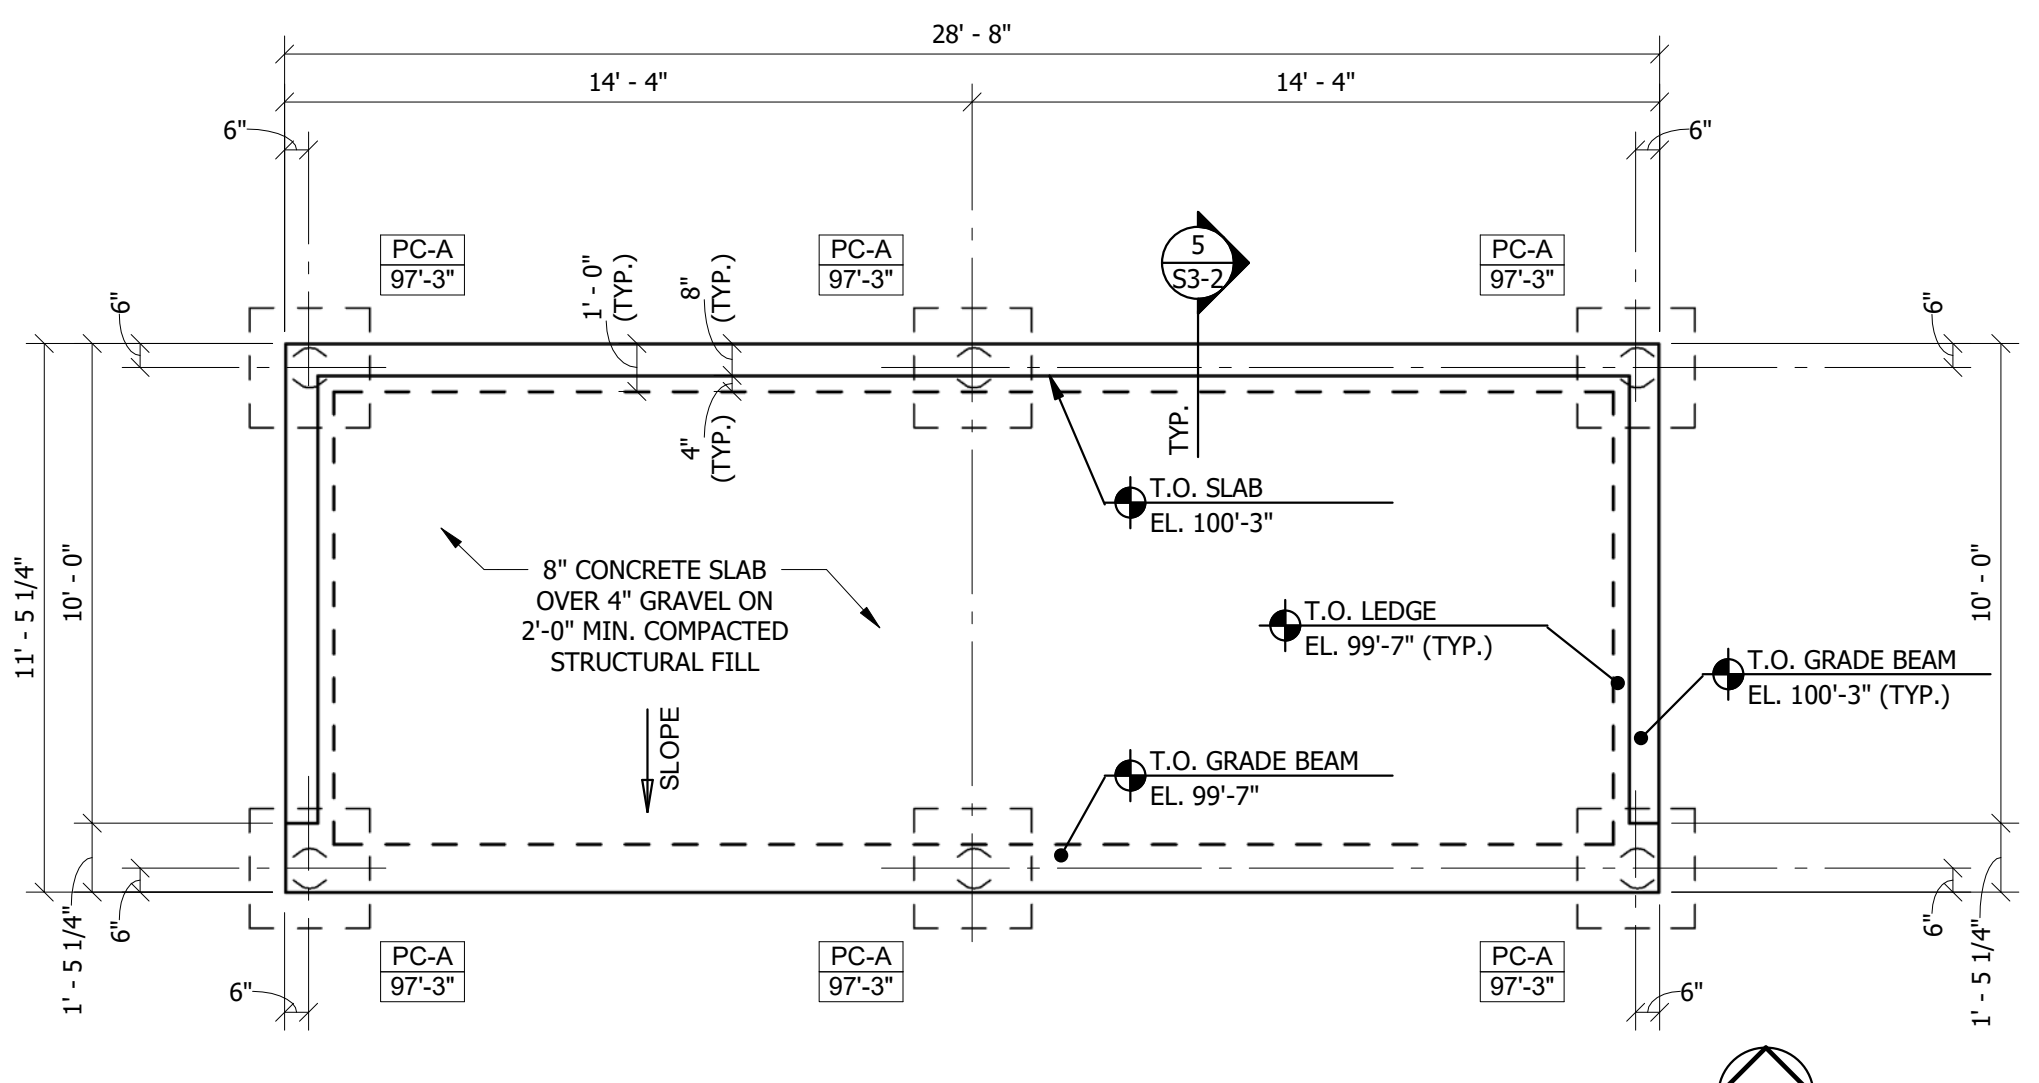 28' - 8"
14' - 4"
14' - 4"
6"
6"
PC-A
97'-3"
1' - 0"
(TYP.)
8"
(TYP.)
PC-A
97'-3"
5
S3-2
PC-A
97'-3"
6"
6"
4"
(TYP.)
TYP.
T.O. SLAB
EL. 100'-3"
11' - 5 1/4"
10' - 0"
8" CONCRETE SLAB
OVER 4" GRAVEL ON
2'-0" MIN. COMPACTED
STRUCTURAL FILL
T.O. LEDGE
EL. 99'-7" (TYP.)
10' - 0"
T.O. GRADE BEAM
EL. 100'-3" (TYP.)
SLOPE
T.O. GRADE BEAM
EL. 99'-7"
1' - 5 1/4"
6"
6"
1' - 5 1/4"
PC-A
97'-3"
PC-A
97'-3"
PC-A
97'-3"
6"
6"